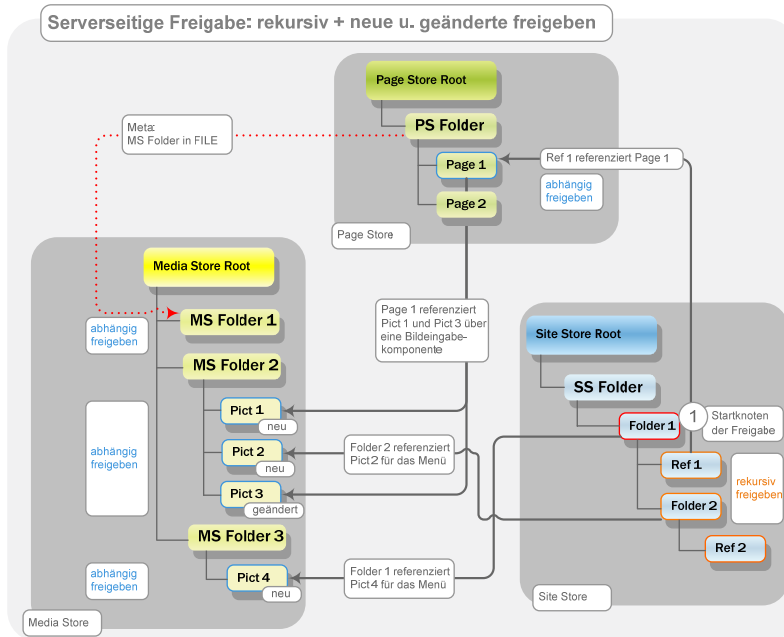 Serverseitige Freigabe: rekursiv + neue u. geänderte freigeben
Page Store Root
PS Folder
Page 1
Page 2
Page Store
Meta:
MS Folder in FILE
Ref 1 referenziert Page 1
abhängig
freigeben
Media Store Root
MS Folder 1
abhängig
freigeben
MS Folder 2
Pict 1
neu
Pict 2
neu
Pict 3
geändert
abhängig
freigeben
MS Folder 3
Pict 4
neu
abhängig
freigeben
Media Store
Page 1 referenziert
Pict 1 und Pict 3 über
eine Bildeingabe-
komponente
Folder 2 referenziert
Pict 2 für das Menü
Folder 1 referenziert
Pict 4 für das Menü
Site Store Root
SS Folder
Folder 1
1
Startknoten
der Freigabe
Ref 1
Folder 2
Ref 2
rekursiv
freigeben
Site Store